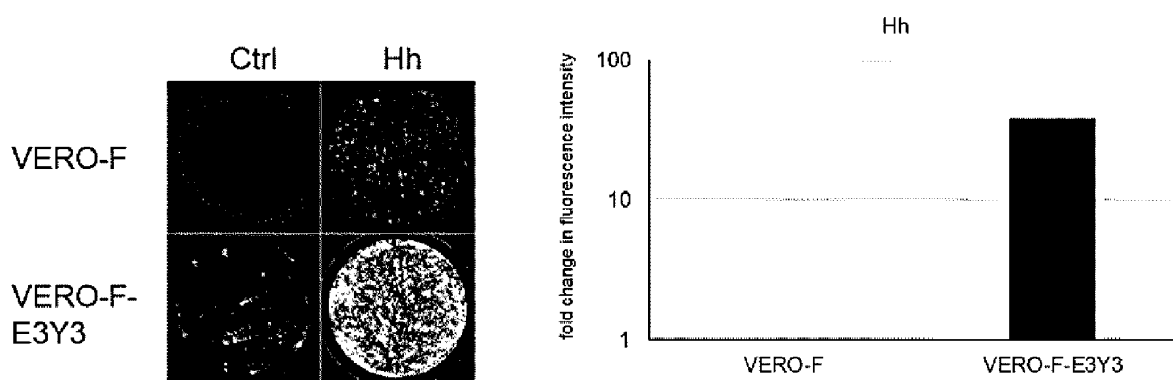 Ctrl Hh
VERO-F
VERO-F-
E3Y3
Hh
fold change in fluorescence intensity
100
10
1
VERO-F VERO-F-E3Y3